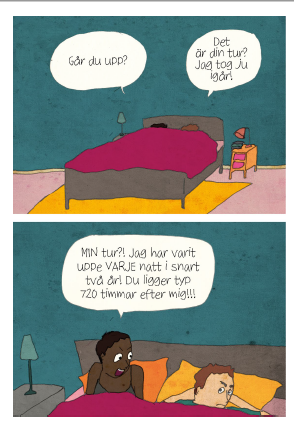 Går du upp?
Det
är din tur?
Jag tog ju
igår!
MIN tur?! Jag har varit
uppe VARJE natt i snart
två år! Du ligger typ
720 timmar efter mig!!!